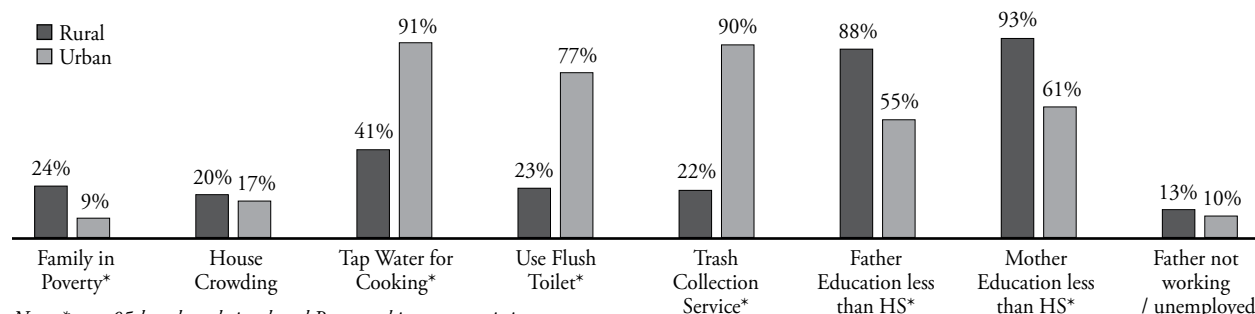 Rural
Urban
24%
9%
20%
17%
41%
91%
23%
77%
22%
90%
88%
55%
93%
61%
13%
10%
Family in
Poverty*
House
Crowding
Tap Water for
Cooking*
Use Flush
Toilet*
Trash
Collection
Service*
Father
Education less
than HS*
Mother
Education less
than HS*
Father not
working
/ unemployed